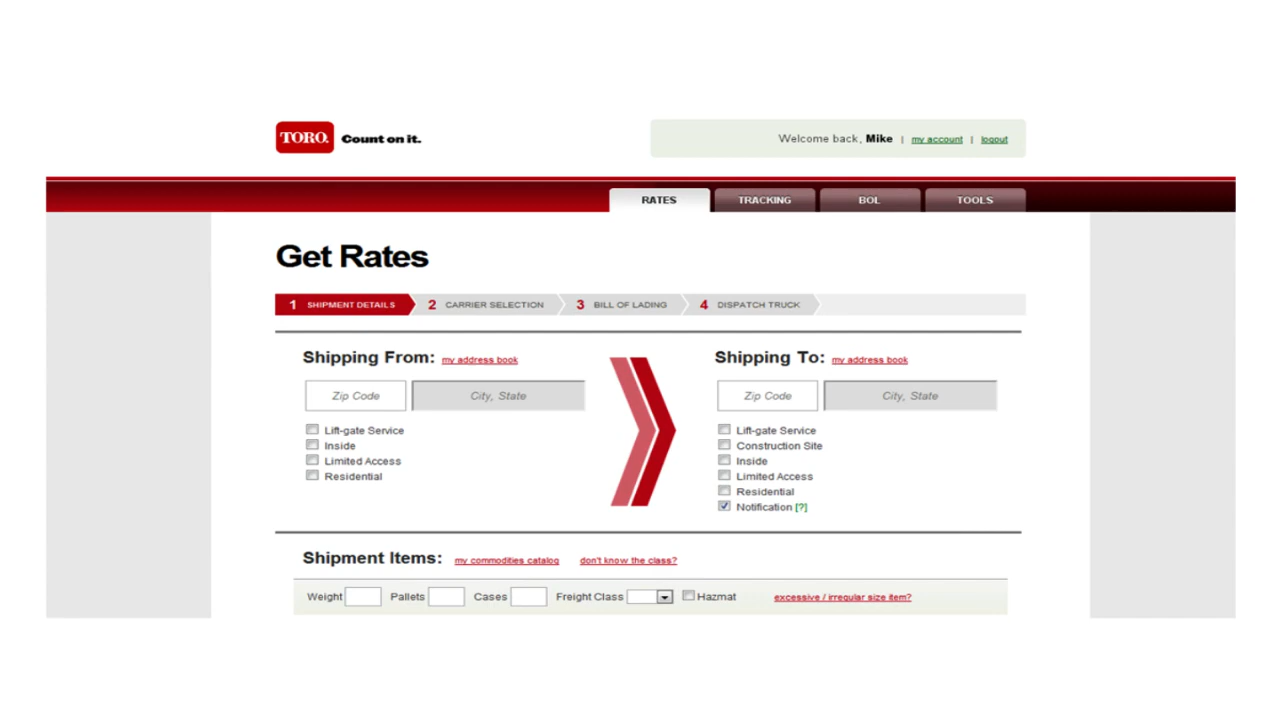 TORO. Count on it.
Welcome back, Mike | my account | logout
RATES TRACKING BOL TOOLS
Get Rates
1 SHIPMENT DETAILS 2 CARRIER SELECTION 3 BILL OF LADING 4 DISPATCH TRUCK
Shipping From: my address book
Zip Code City, State
Lift-gate Service
Inside
Limited Access
Residential
Shipping To: my address book
Zip Code City, State
Lift-gate Service
Construction Site
Inside
Limited Access
Residential
Notification [?]
Shipment Items: my commodities catalog don't know the class?
Weight Pallets Cases Freight Class Hazmat excessive / irregular size item?